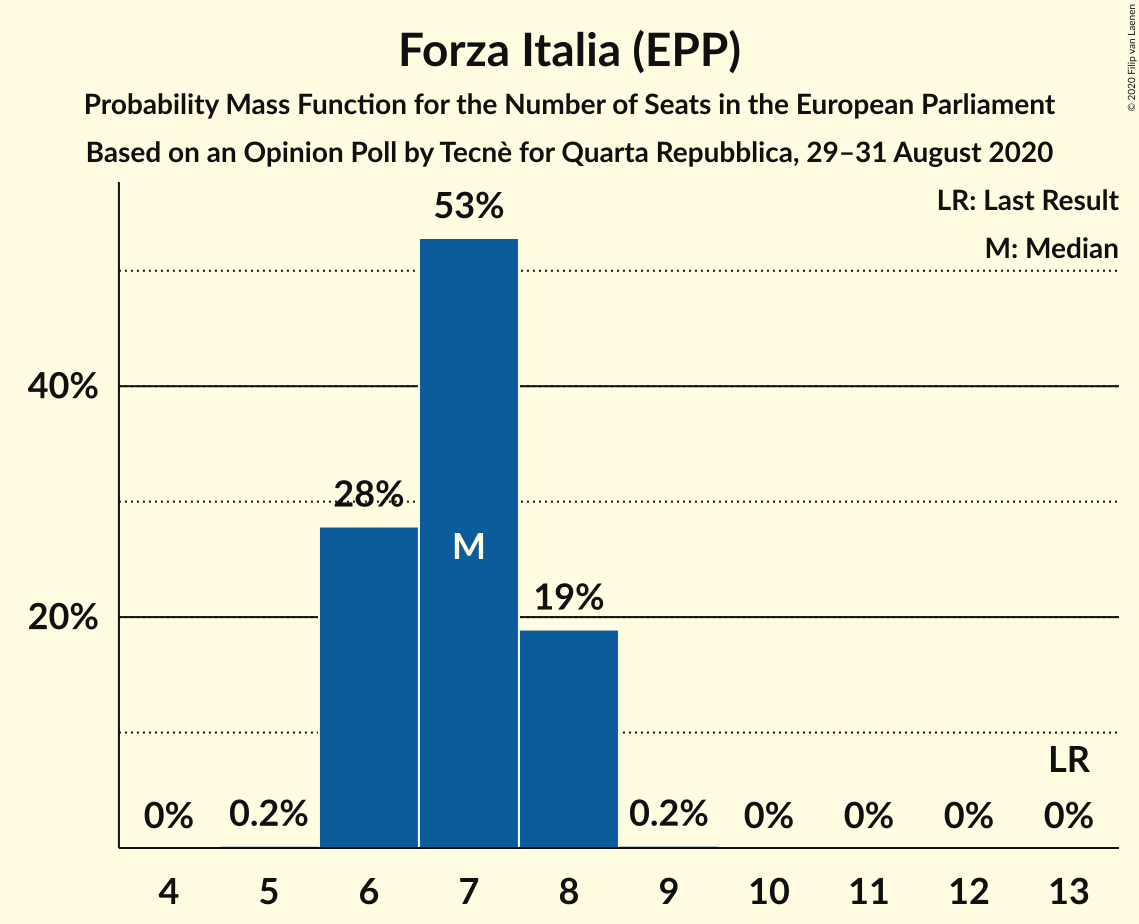 Forza Italia (EPP)
Probability Mass Function for the Number of Seats in the European Parliament
Based on an Opinion Poll by Tecnè for Quarta Repubblica, 29–31 August 2020
© 2020 Filip van Laenen
LR: Last Result
M: Median
53%
40%
28%
M
19%
20%
LR
0% 0.2% 0.2% 0% 0% 0% 0%
4 5 6 7 8 9 10 11 12 13